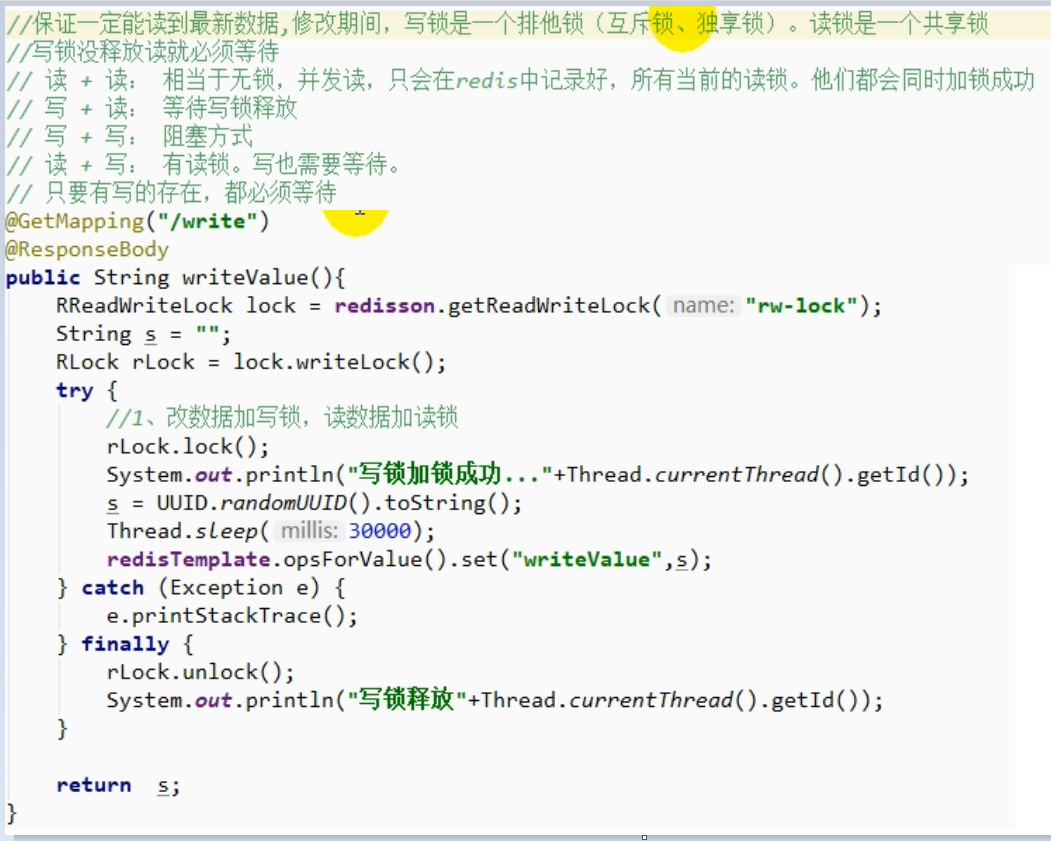 //保证一定能读到最新数据,修改期间，写锁是一个排他锁（互斥锁、独享锁）。读锁是一个共享锁
//写锁没释放读就必须等待
// 读 + 读： 相当于无锁，并发读，只会在redis中记录好，所有当前的读锁。他们都会同时加锁成功
// 写 + 读： 等待写锁释放
// 写 + 写： 阻塞方式
// 读 + 写： 有读锁。写也需要等待。
// 只要有写的存在，都必须等待
@GetMapping("/write")
@ResponseBody
public String writeValue(){
    RReadWriteLock lock = redisson.getReadWriteLock( name: "rw-lock");
    String s = "";
    RLock rLock = lock.writeLock();
    try {
        //1、改数据加写锁，读数据加读锁
        rLock.lock();
        System.out.println("写锁加锁成功..."+Thread.currentThread().getId());
        s = UUID.randomUUID().toString();
        Thread.sleep( millis: 30000);
        redisTemplate.opsForValue().set("writeValue",s);
    } catch (Exception e) {
        e.printStackTrace();
    } finally {
        rLock.unlock();
        System.out.println("写锁释放"+Thread.currentThread().getId());
    }
    return  s;
}